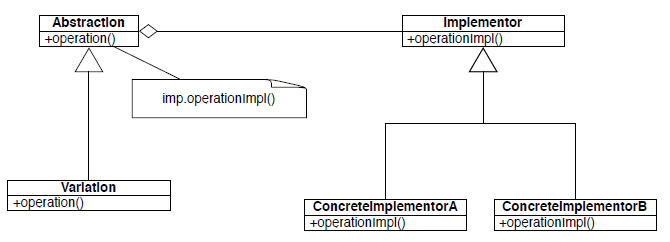 Abstraction
+operation()
Implementor
+operationImpl()
imp.operationImpl()
Variation
+operation()
ConcreteImplementorA
+operationImpl()
ConcreteImplementorB
+operationImpl()